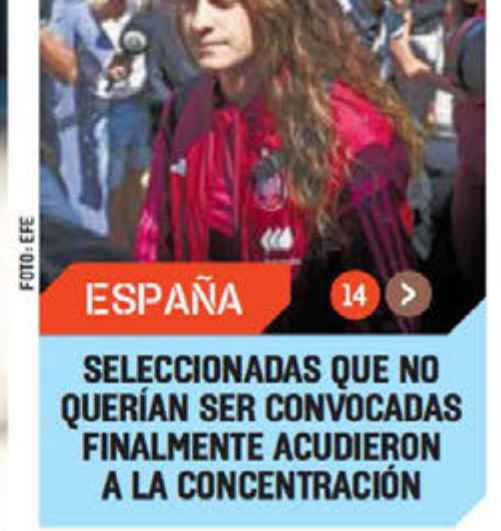 FOTO: EFE
ESPAÑA
14 >
SELECCIONADAS QUE NO
QUERÍAN SER CONVOCADAS
FINALMENTE ACUDIERON
A LA CONCENTRACIÓN